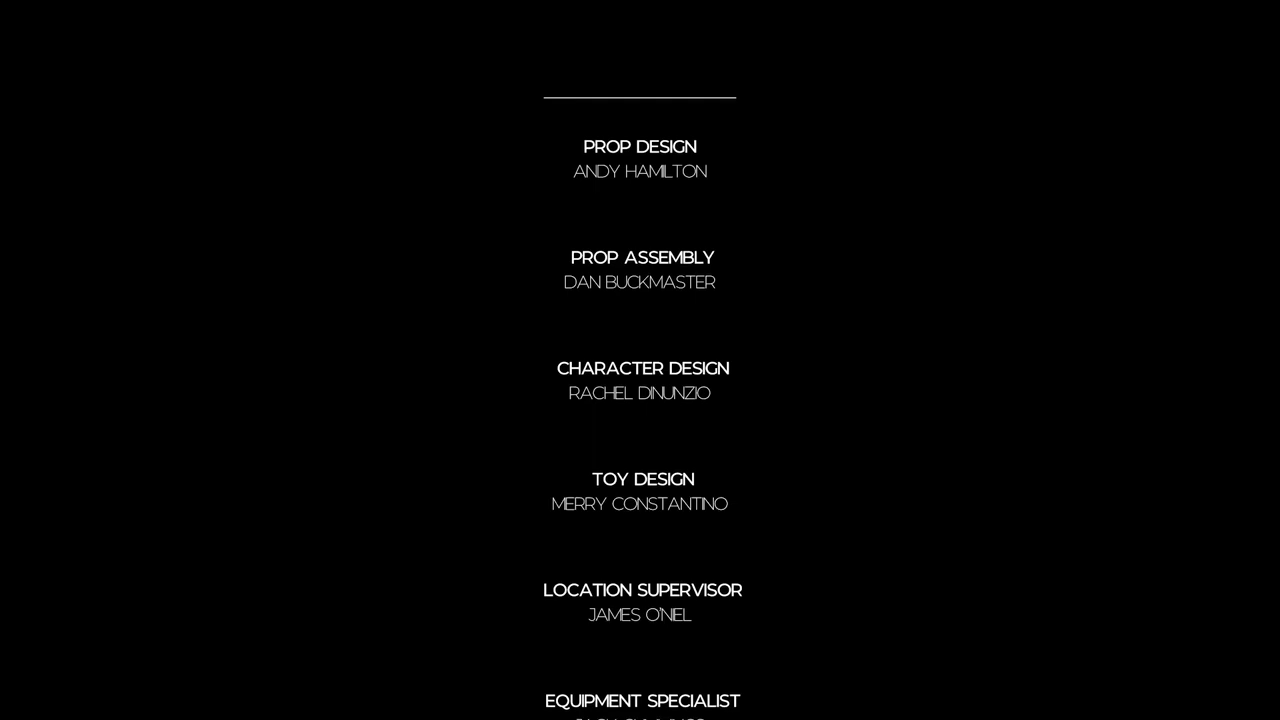 PROP DESIGN
ANDY HAMILTON
PROP ASSEMBLY
DAN BUCKMASTER
CHARACTER DESIGN
RACHEL DINUNZIO
TOY DESIGN
MERRY CONSTANTINO
LOCATION SUPERVISOR
JAMES O'NIEL
EQUIPMENT SPECIALIST